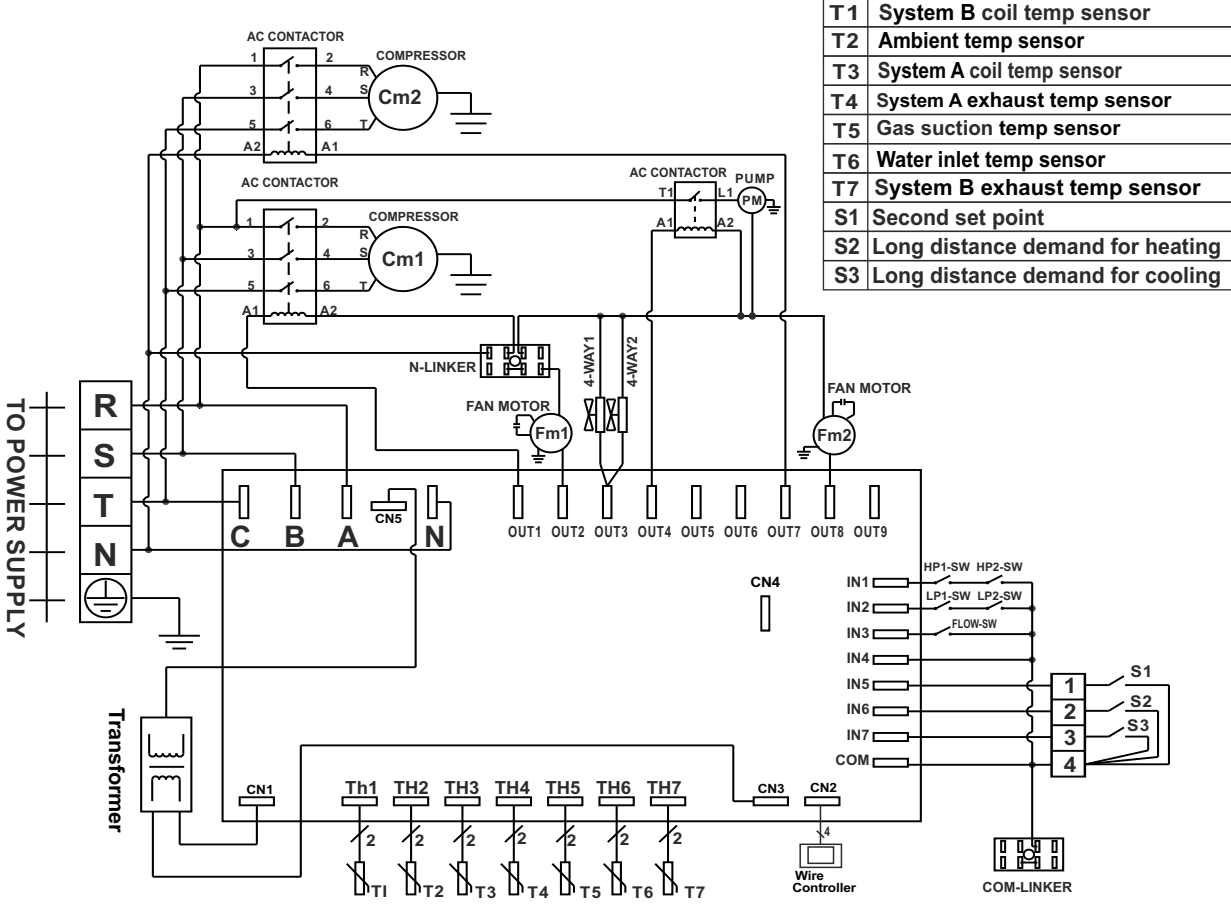 AC CONTACTOR
1
2
COMPRESSOR
R
3
4
S
Cm2
5
6
T
A2
A1
AC CONTACTOR
1
2
COMPRESSOR
R
3
4
S
Cm1
5
6
T
A1
A2
AC CONTACTOR
T1
L1
PUMP
PM
A1
A2
T1 System B coil temp sensor
T2 Ambient temp sensor
T3 System A coil temp sensor
T4 System A exhaust temp sensor
T5 Gas suction temp sensor
T6 Water inlet temp sensor
T7 System B exhaust temp sensor
S1 Second set point
S2 Long distance demand for heating
S3 Long distance demand for cooling
N-LINKER
4-WAY1
4-WAY2
FAN MOTOR
Fm1
FAN MOTOR
Fm2
TO POWER SUPPLY
R
S
T
N
C
B
A
CN5
N
OUT1
OUT2
OUT3
OUT4
OUT5
OUT6
OUT7
OUT8
OUT9
CN4
IN1
HP1-SW
HP2-SW
IN2
LP1-SW
LP2-SW
IN3
FLOW-SW
IN4
IN5
IN6
IN7
COM
1
2
3
4
S1
S2
S3
Transformer
CN1
Th1
TH2
TH3
TH4
TH5
TH6
TH7
CN3
CN2
2
2
2
2
2
2
2
4
TI
T2
T3
T4
T5
T6
T7
Wire
Controller
COM-LINKER